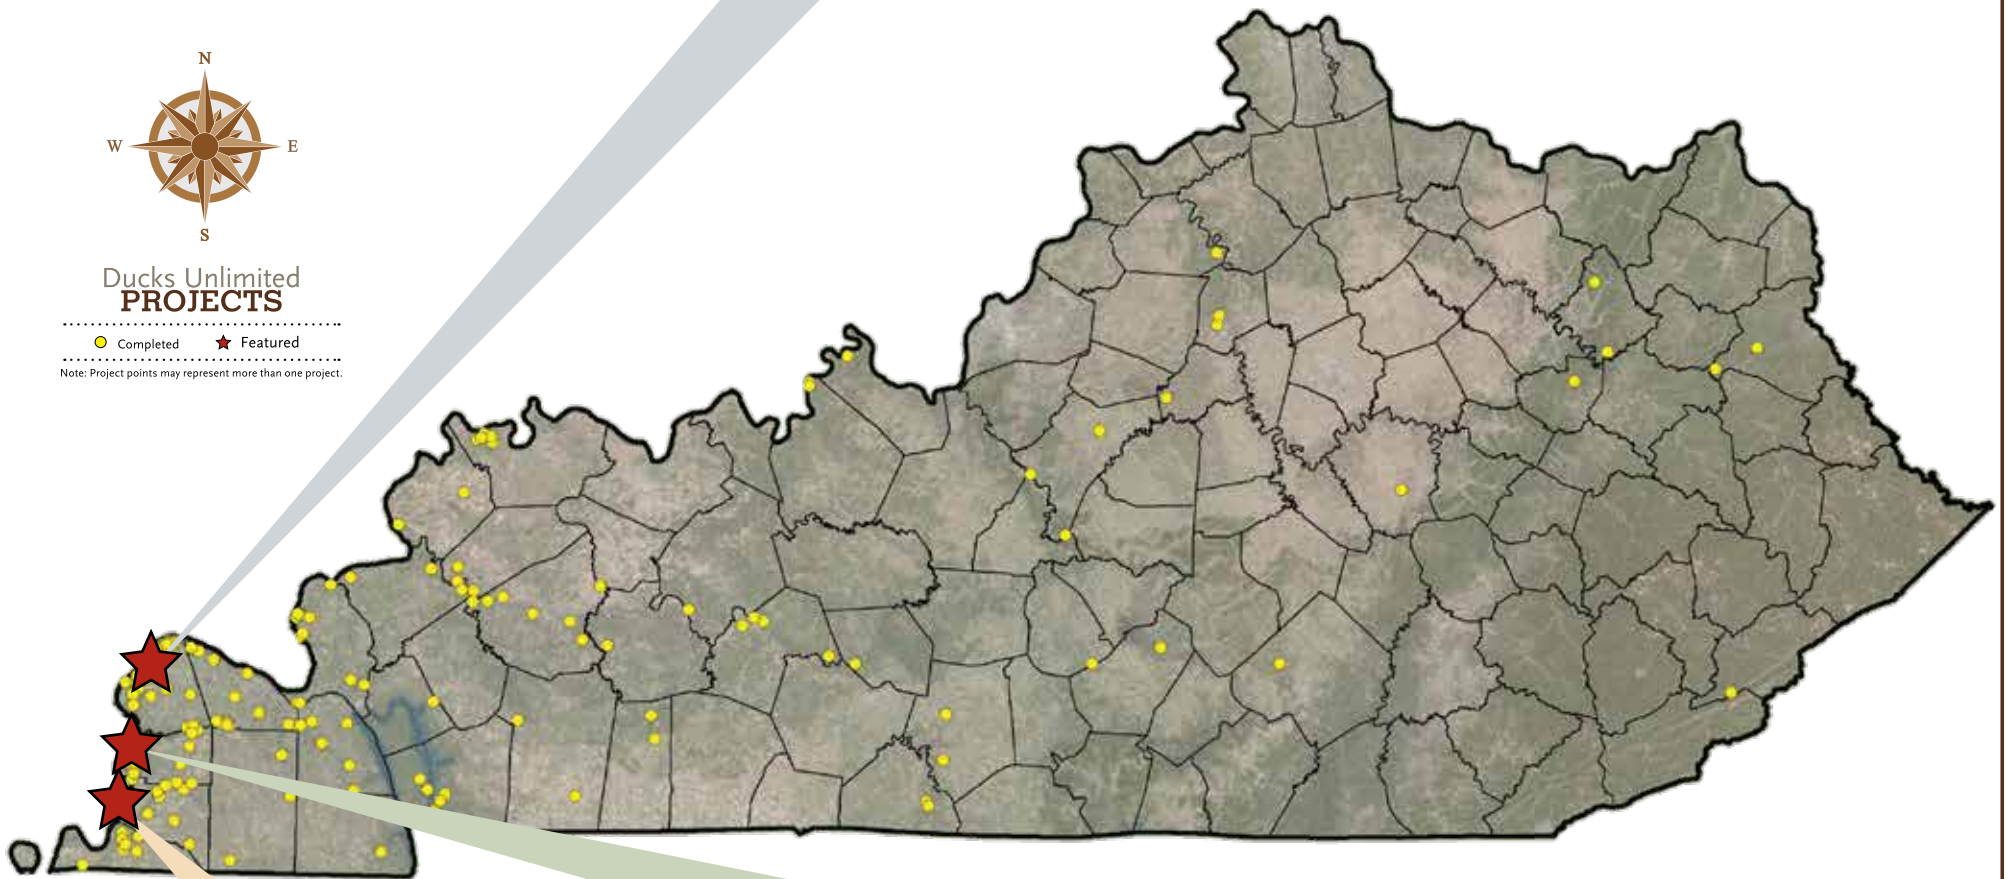 N
W
E
S
Ducks Unlimited
PROJECTS
Completed
Featured
Note: Project points may represent more than one project.